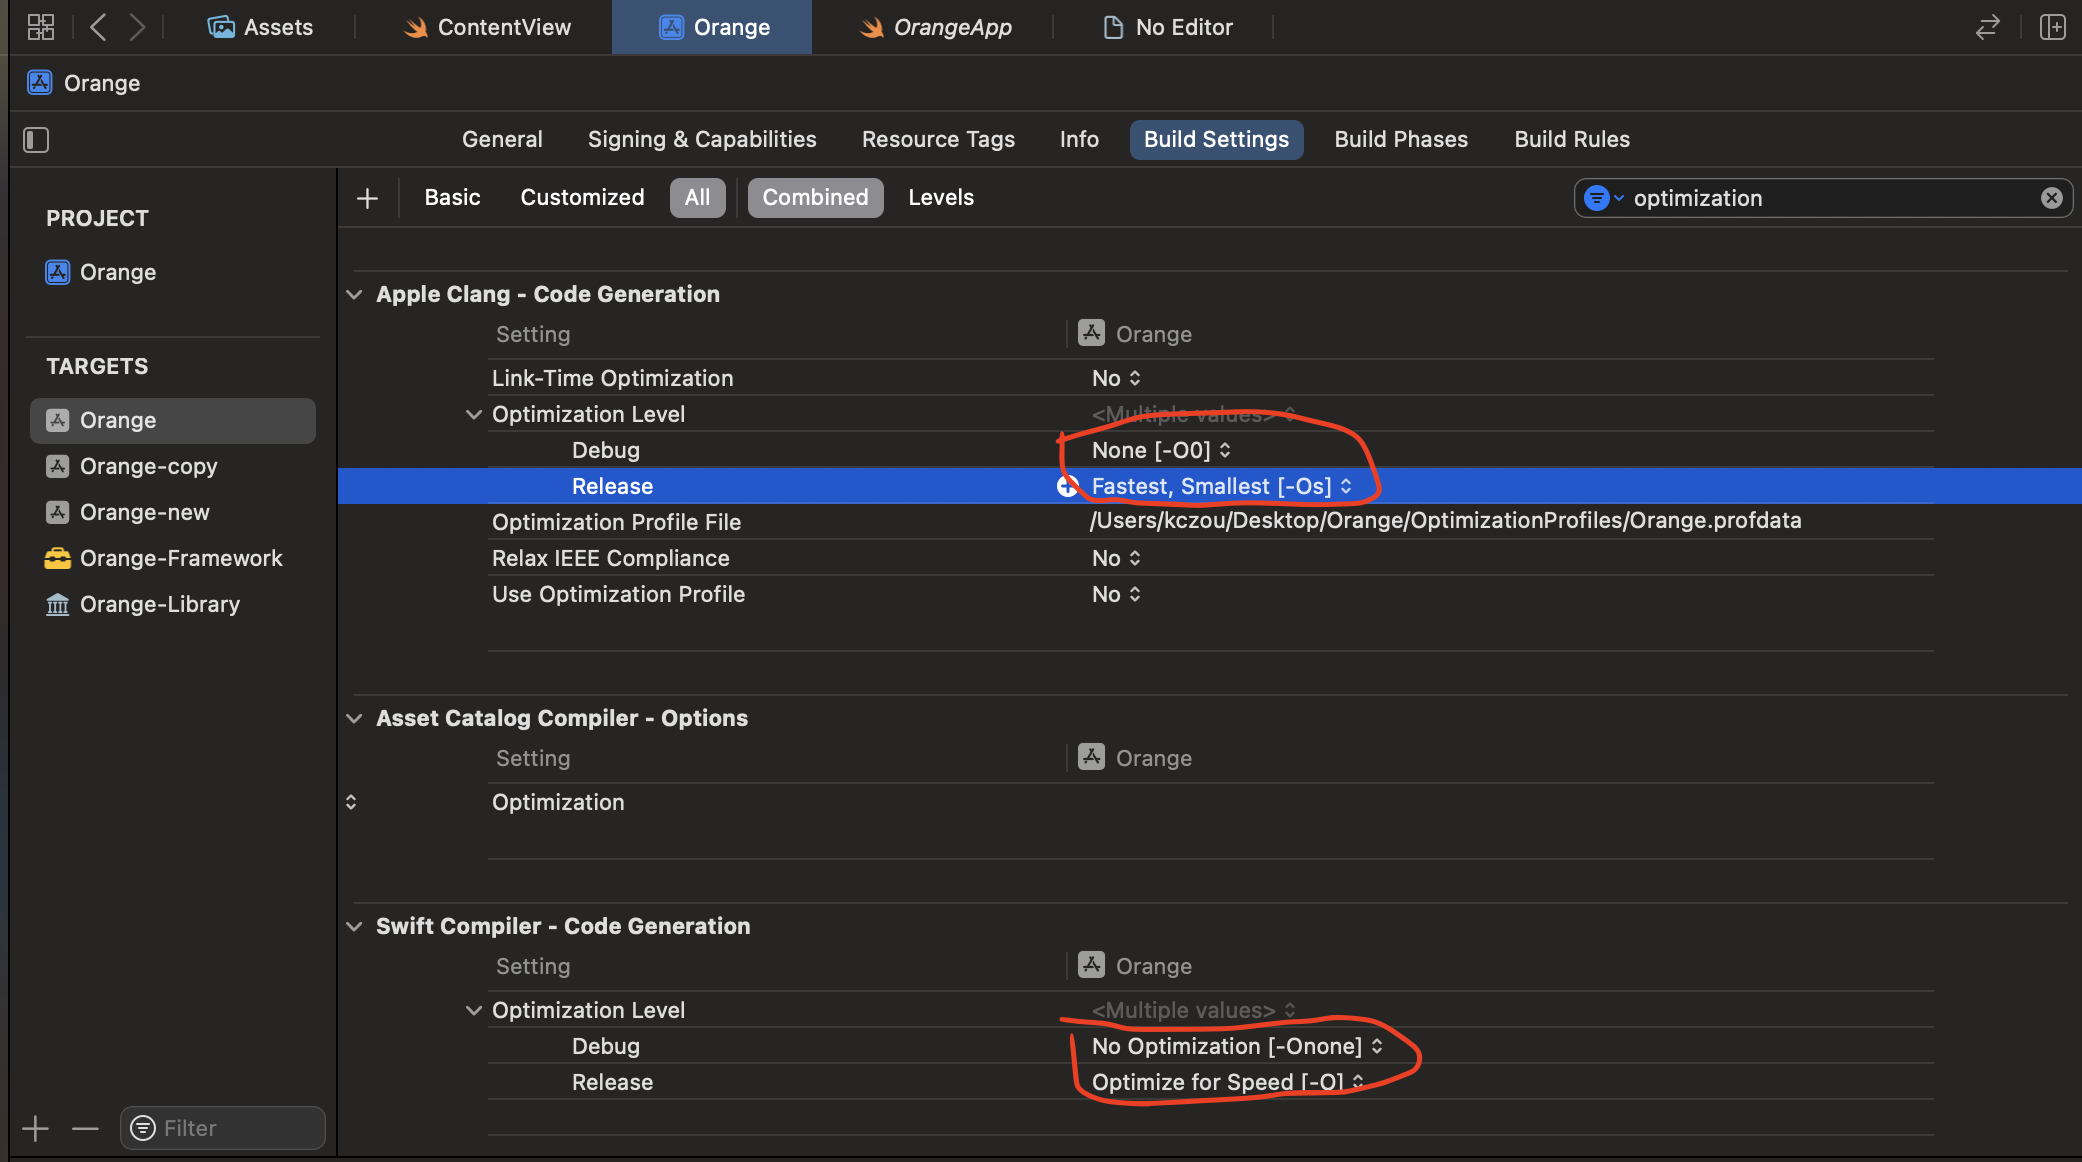 Assets
ContentView
Orange
OrangeApp
No Editor
Orange
General
Signing & Capabilities
Resource Tags
Info
Build Settings
Build Phases
Build Rules
PROJECT
Orange
TARGETS
Orange
Orange-copy
Orange-new
Orange-Framework
Orange-Library
Filter
Basic
Customized
All
Combined
Levels
optimization
Apple Clang - Code Generation
Setting
Orange
Link-Time Optimization
No
Optimization Level
<Multiple values>
Debug
None [-O0]
Release
Fastest, Smallest [-Os]
Optimization Profile File
/Users/kczou/Desktop/Orange/OptimizationProfiles/Orange.profdata
Relax IEEE Compliance
No
Use Optimization Profile
No
Asset Catalog Compiler - Options
Setting
Orange
Optimization
Swift Compiler - Code Generation
Setting
Orange
Optimization Level
<Multiple values>
Debug
No Optimization [-Onone]
Release
Optimize for Speed [-O]